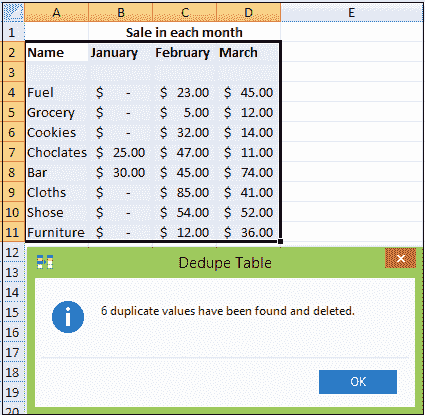 A B C D E
1 Sale in each month
2 Name January February March
3
4 Fuel $ - $ 23.00 $ 45.00
5 Grocery $ - $ 5.00 $ 12.00
6 Cookies $ - $ 32.00 $ 14.00
7 Choclates $ 25.00 $ 47.00 $ 11.00
8 Bar $ 30.00 $ 45.00 $ 74.00
9 Cloths $ - $ 85.00 $ 41.00
10 Shose $ - $ 54.00 $ 52.00
11 Furniture $ - $ 12.00 $ 36.00
12
13 Dedupe Table
14
15 6 duplicate values have been found and deleted.
16
17
18
19 OK
20